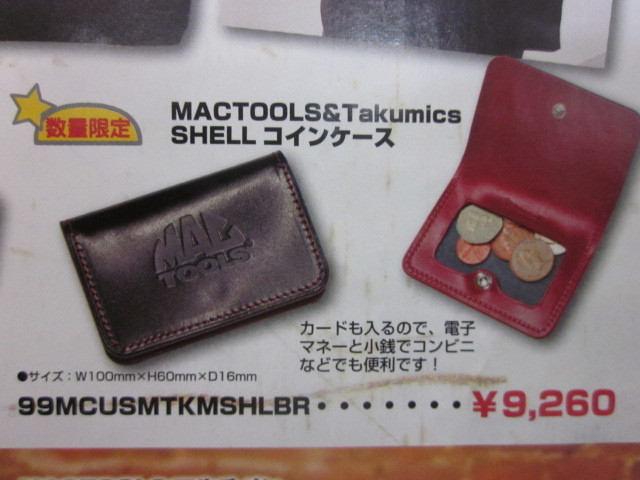 数量限定
MACTOOLS&Takumics
SHELL コインケース
MAC
TOOLS
カードも入るので、電子
マネーと小銭でコンビニ
などでも便利です！
●サイズ：W100mm×H60mm×D16mm
99MCUSMTKMSHLBR・・・・・・・￥9,260